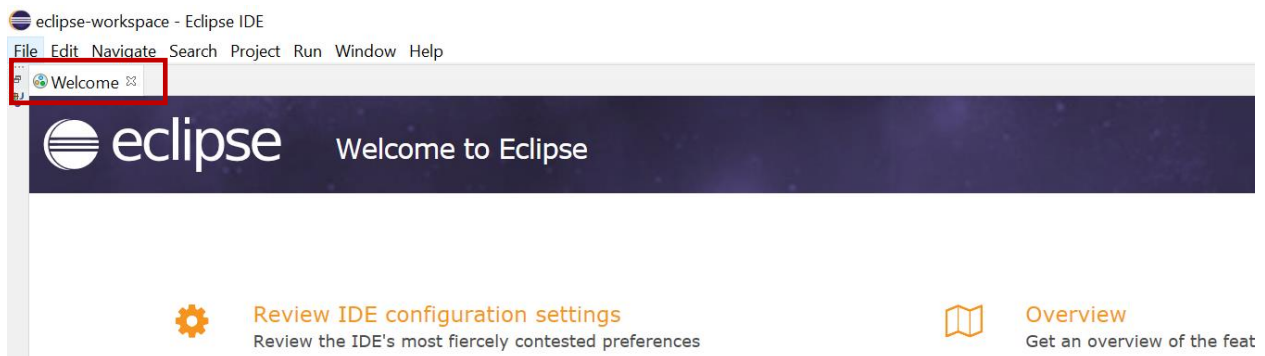 eclipse-workspace - Eclipse IDE
File Edit Navigate Search Project Run Window Help
Welcome
eclipse Welcome to Eclipse
Review IDE configuration settings Overview
Review the IDE's most fiercely contested preferences Get an overview of the feat